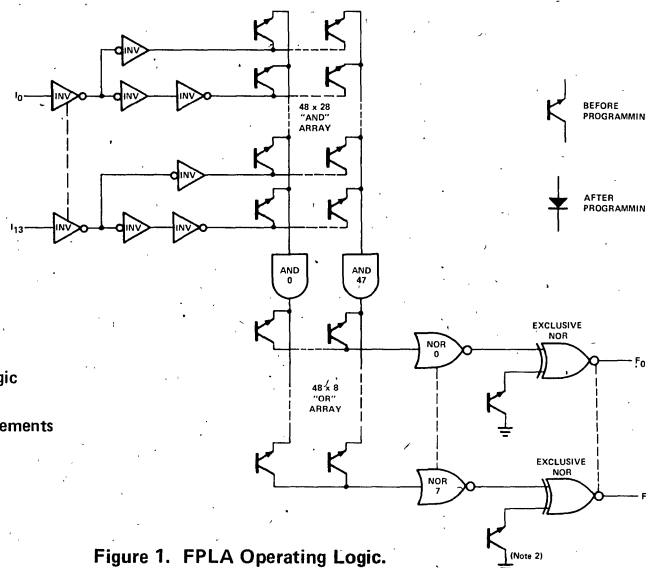 INV
INV
INV
INV
I0
48 x 28
"AND"
ARRAY
BEFORE
PROGRAMMIN
INV
INV
INV
INV
I13
AFTER
PROGRAMMIN
AND
0
AND
47
NOR
0
EXCLUSIVE
NOR
F0
48 x 8
"OR"
ARRAY
gic
ements
NOR
7
EXCLUSIVE
NOR
F
(Note 2)
Figure 1. FPLA Operating Logic.